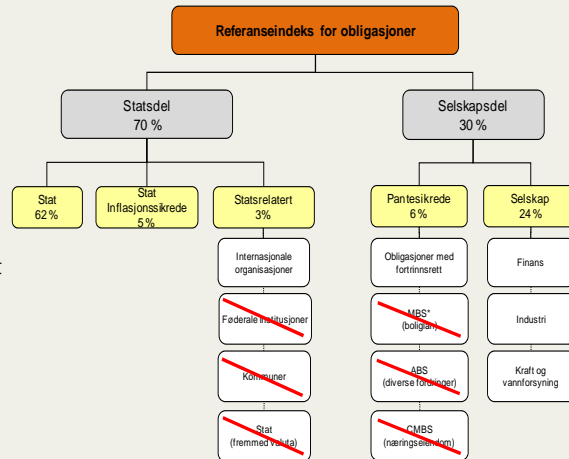 Referanseindeks for obligasjoner
Statsdel
70 %
Selskapsdel
30 %
Stat
62 %
Stat
Inflasjonssikrede
5 %
Statsrelatert
3%
Pantesikrede
6 %
Selskap
24 %
Internasjonale
organisasjoner
Obligasjoner med
fortrinnsrett
Finans
Føderale institusjoner
MBS*
(boliglån)
Industri
Kommuner
ABS
(diverse fordringer)
Kraft og
vannforsyning
Stat
(fremmed valuta)
CMBS
(næringseiendom)